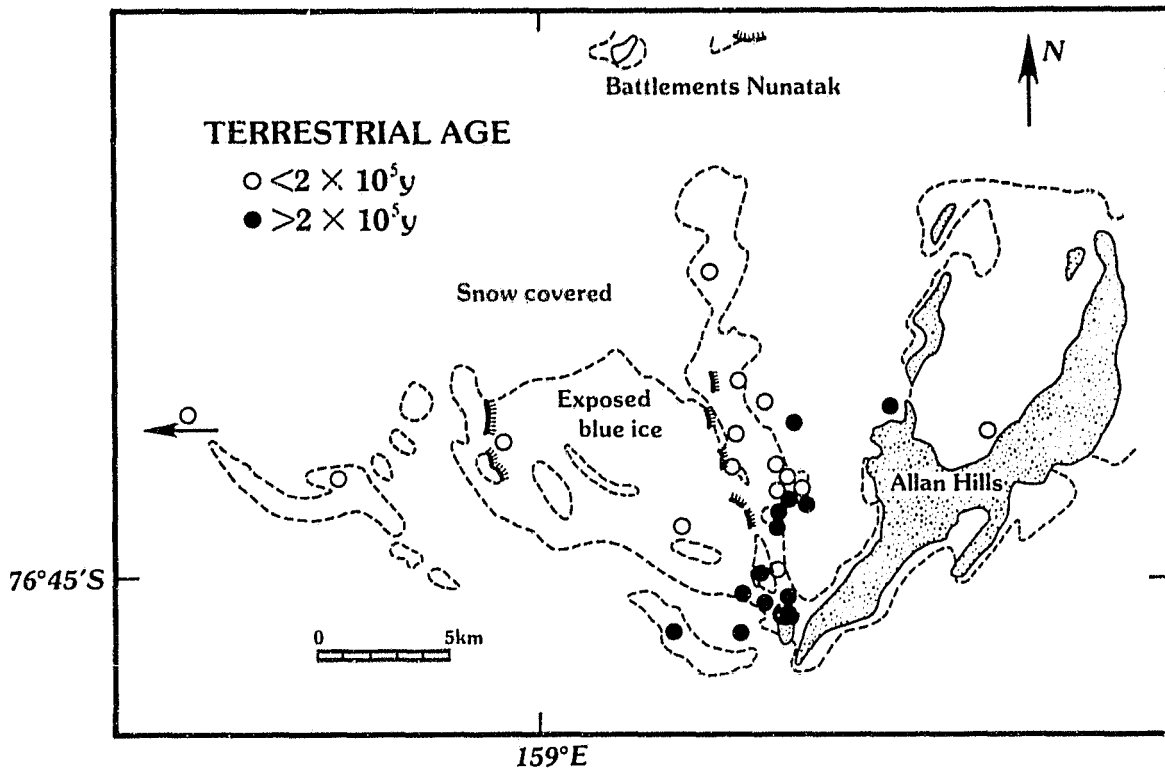 Battlements Nunatak
N
TERRESTRIAL AGE
<2 × 10⁵y
>2 × 10⁵y
Snow covered
Exposed
blue ice
Allan Hills
76°45'S
0 5km
159°E